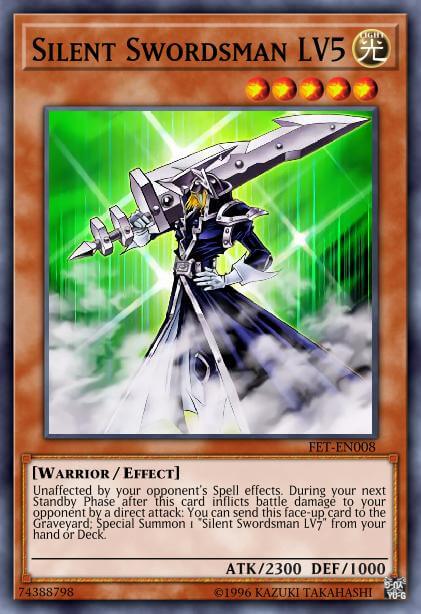 SILENT SWORDSMAN LV5
LIGHT
光
FET-EN008
[WARRIOR / EFFECT]
Unaffected by your opponent's Spell effects. During your next
Standby Phase after this card inflicts battle damage to your
opponent by a direct attack: You can send this face-up card to the
Graveyard; Special Summon 1 "Silent Swordsman LV7" from your
hand or Deck.
ATK/2300 DEF/1000
74388798
©1996 KAZUKI TAKAHASHI